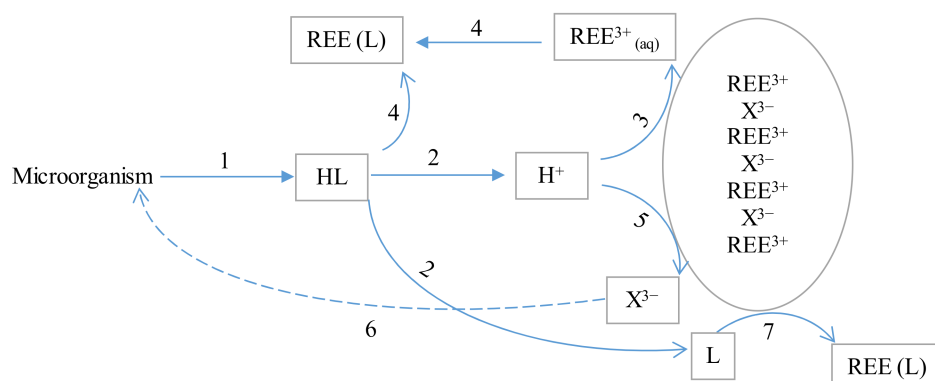 REE (L)
4
REE³⁺ (aq)
4
3
REE³⁺
X³⁻
REE³⁺
X³⁻
REE³⁺
X³⁻
REE³⁺
Microorganism
1
HL
2
H⁺
5
2
X³⁻
6
L
7
REE (L)